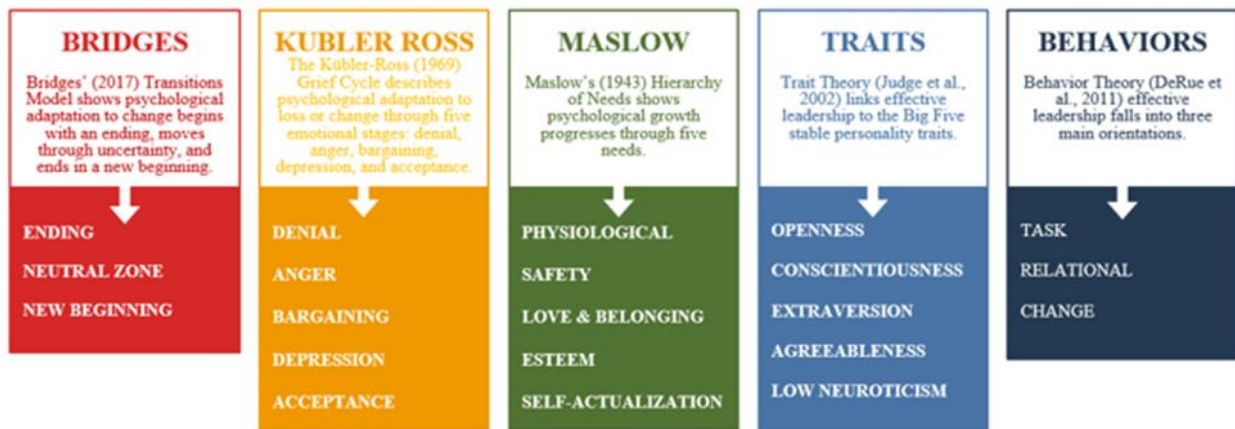 BRIDGES
Bridges’ (2017) Transitions
Model shows psychological
adaptation to change begins
with an ending, moves
through uncertainty, and
ends in a new beginning.
ENDING
NEUTRAL ZONE
NEW BEGINNING
KUBLER ROSS
The Kübler-Ross (1969)
Grief Cycle describes
psychological adaptation to
loss or change through five
emotional stages: denial,
anger, bargaining,
depression, and acceptance.
DENIAL
ANGER
BARGAINING
DEPRESSION
ACCEPTANCE
MASLOW
Maslow’s (1943) Hierarchy
of Needs shows
psychological growth
progresses through five
needs.
PHYSIOLOGICAL
SAFETY
LOVE & BELONGING
ESTEEM
SELF-ACTUALIZATION
TRAITS
Trait Theory (Judge et al.,
2002) links effective
leadership to the Big Five
stable personality traits.
OPENNESS
CONSCIENTIOUSNESS
EXTRAVERSION
AGREEABLENESS
LOW NEUROTICISM
BEHAVIORS
Behavior Theory (DeRue et
al., 2011) effective
leadership falls into three
main orientations.
TASK
RELATIONAL
CHANGE